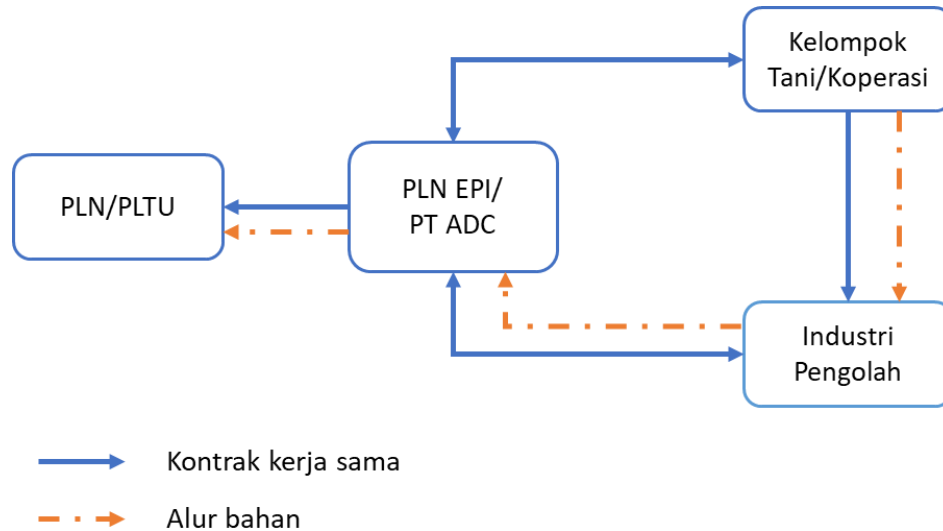 Kelompok
Tani/Koperasi
PLN/PLTU
PLN EPI/
PT ADC
Industri
Pengolah
Kontrak kerja sama
Alur bahan